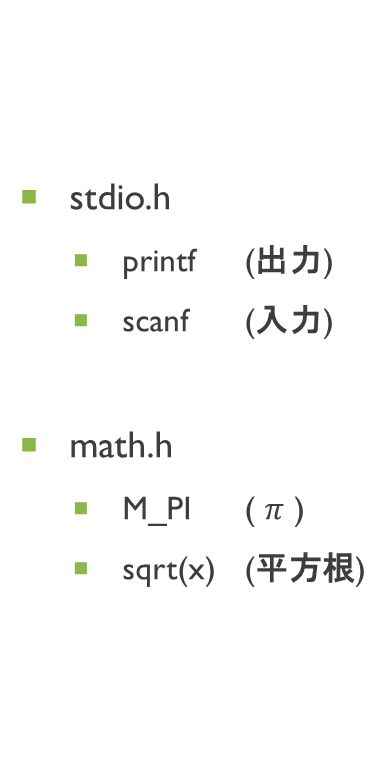 stdio.h
printf (出力)
scanf (入力)
math.h
M_PI ( π )
sqrt(x) (平方根)